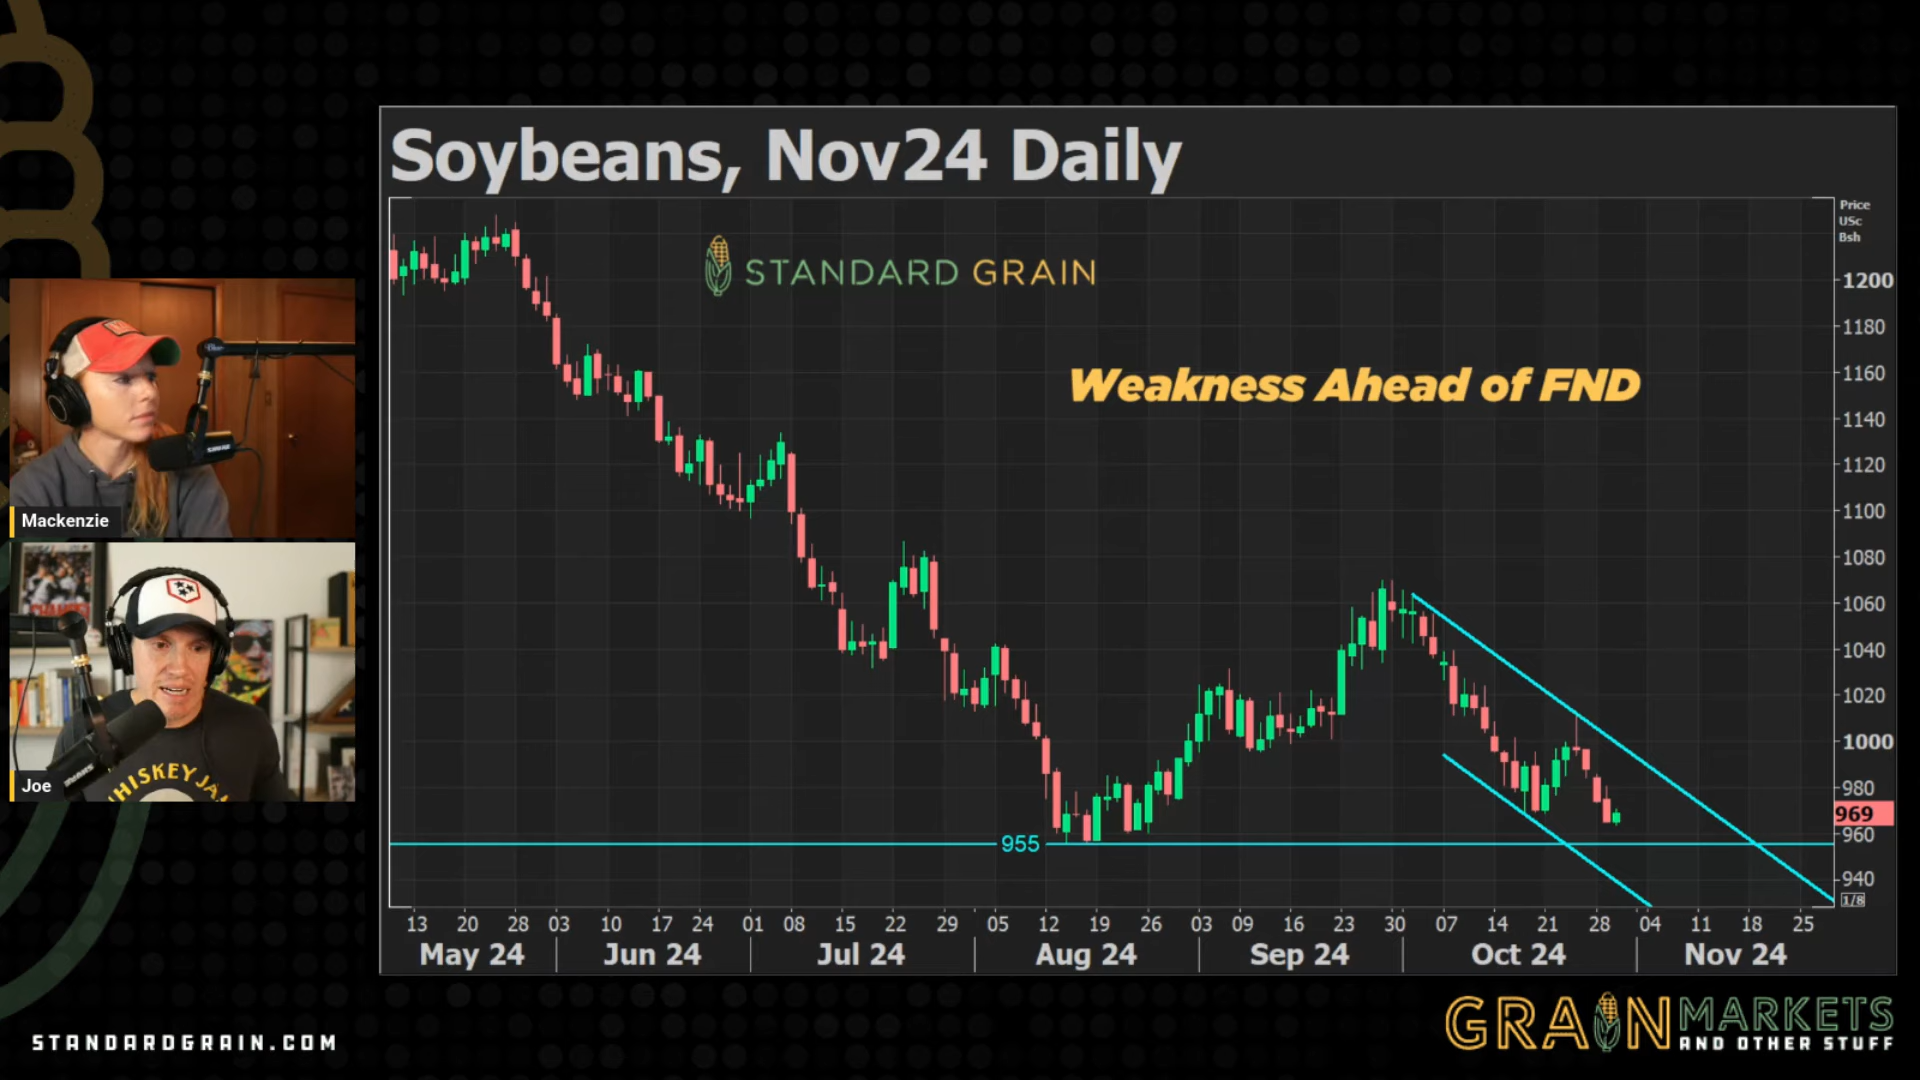 Soybeans, Nov24 Daily
Price
USc
Bsh
STANDARD GRAIN
Weakness Ahead of FND
1200
1180
1160
1140
1120
1100
1080
1060
1040
1020
1000
980
969
960
940
1/8
955
13 20 28 03 10 17 24 01 08 15 22 29 05 12 19 26 03 09 16 23 30 07 14 21 28 04 11 18 25
May 24 Jun 24 Jul 24 Aug 24 Sep 24 Oct 24 Nov 24
Mackenzie
Joe
STANDARDGRAIN.COM
GRAIN MARKETS
AND OTHER STUFF